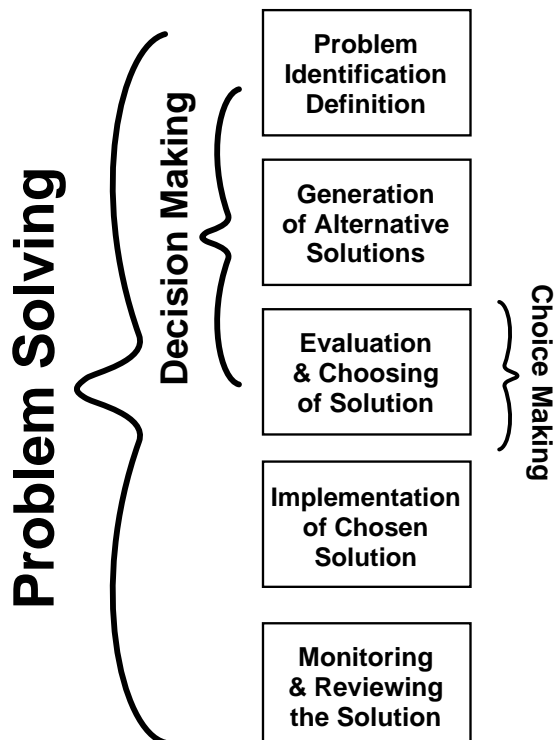 Problem Solving
Decision Making
Problem
Identification
Definition
Generation
of Alternative
Solutions
Evaluation
& Choosing
of Solution
Choice Making
Implementation
of Chosen
Solution
Monitoring
& Reviewing
the Solution